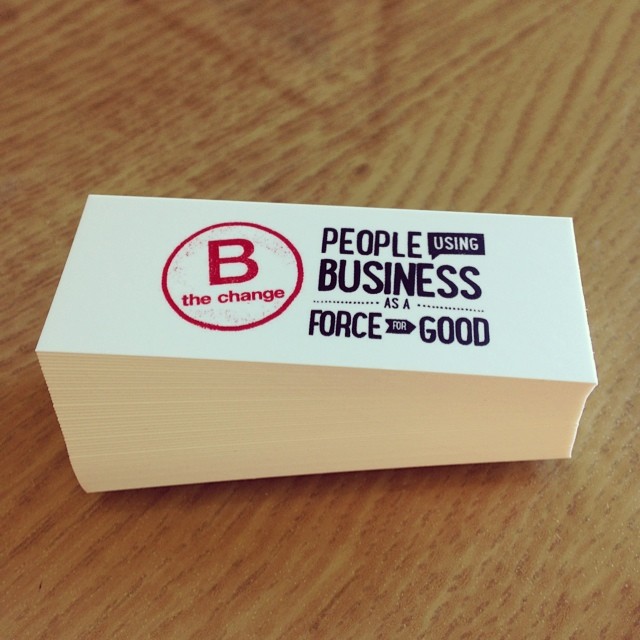 B
the change
PEOPLE USING
BUSINESS
AS A
FORCE FOR GOOD